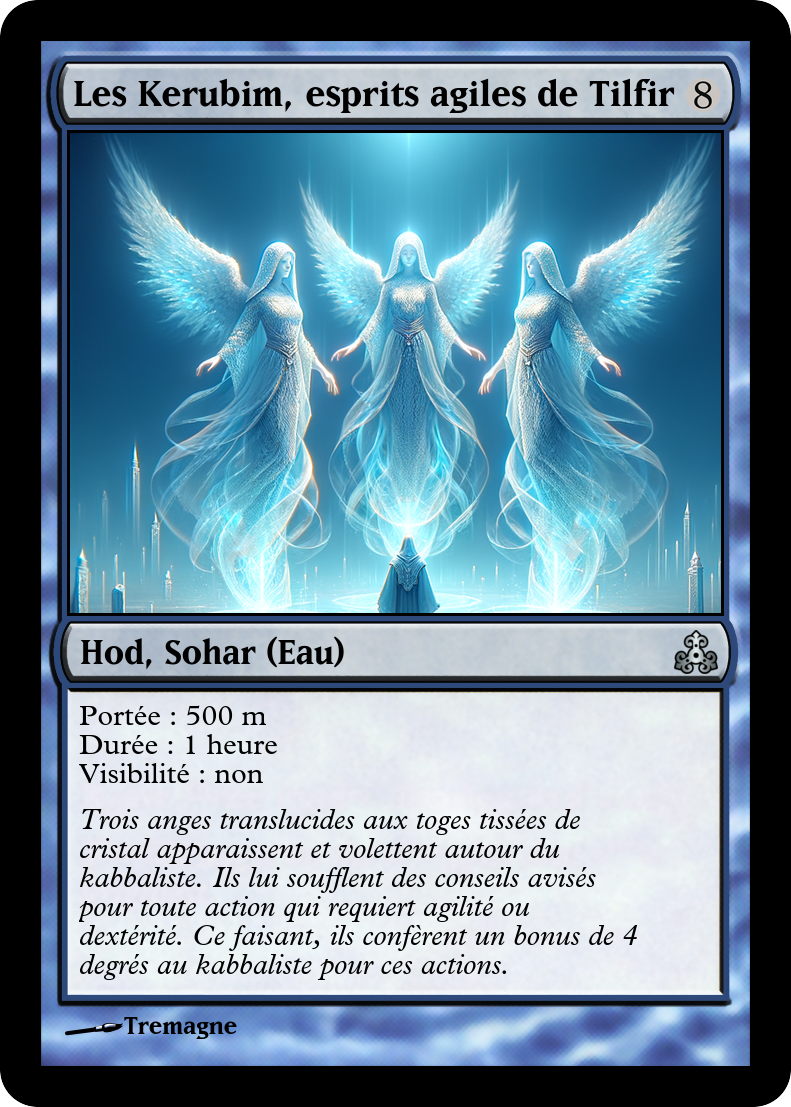 Les Kerubim, esprits agiles de Tilfir 8
Hod, Sohar (Eau)
Portée : 500 m
Durée : 1 heure
Visibilité : non
Trois anges translucides aux toges tissées de
cristal apparaissent et volettent autour du
kabbaliste. Ils lui soufflent des conseils avisés
pour toute action qui requiert agilité ou
dextérité. Ce faisant, ils confèrent un bonus de 4
degrés au kabbaliste pour ces actions.
Tremagne